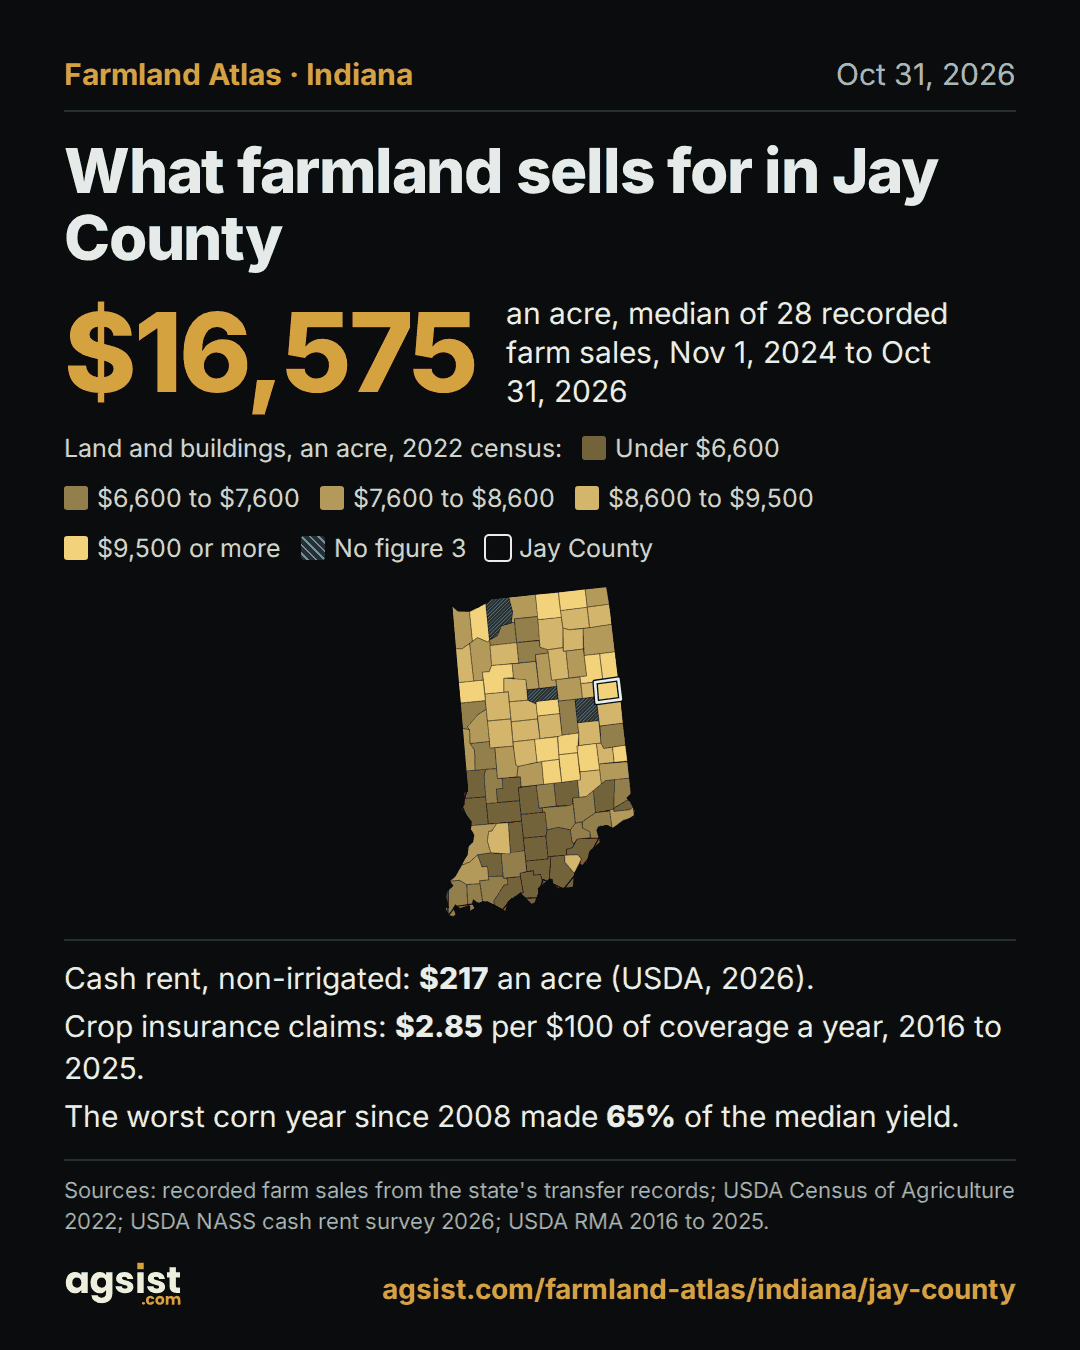 Farmland Atlas · Indiana
Oct 31, 2026
What farmland sells for in Jay
County
$16,575
an acre, median of 28 recorded
farm sales, Nov 1, 2024 to Oct
31, 2026
Land and buildings, an acre, 2022 census: Under $6,600
$6,600 to $7,600 $7,600 to $8,600 $8,600 to $9,500
$9,500 or more No figure 3 Jay County
Cash rent, non-irrigated: $217 an acre (USDA, 2026).
Crop insurance claims: $2.85 per $100 of coverage a year, 2016 to
2025.
The worst corn year since 2008 made 65% of the median yield.
Sources: recorded farm sales from the state's transfer records; USDA Census of Agriculture
2022; USDA NASS cash rent survey 2026; USDA RMA 2016 to 2025.
agsist
.com
agsist.com/farmland-atlas/indiana/jay-county